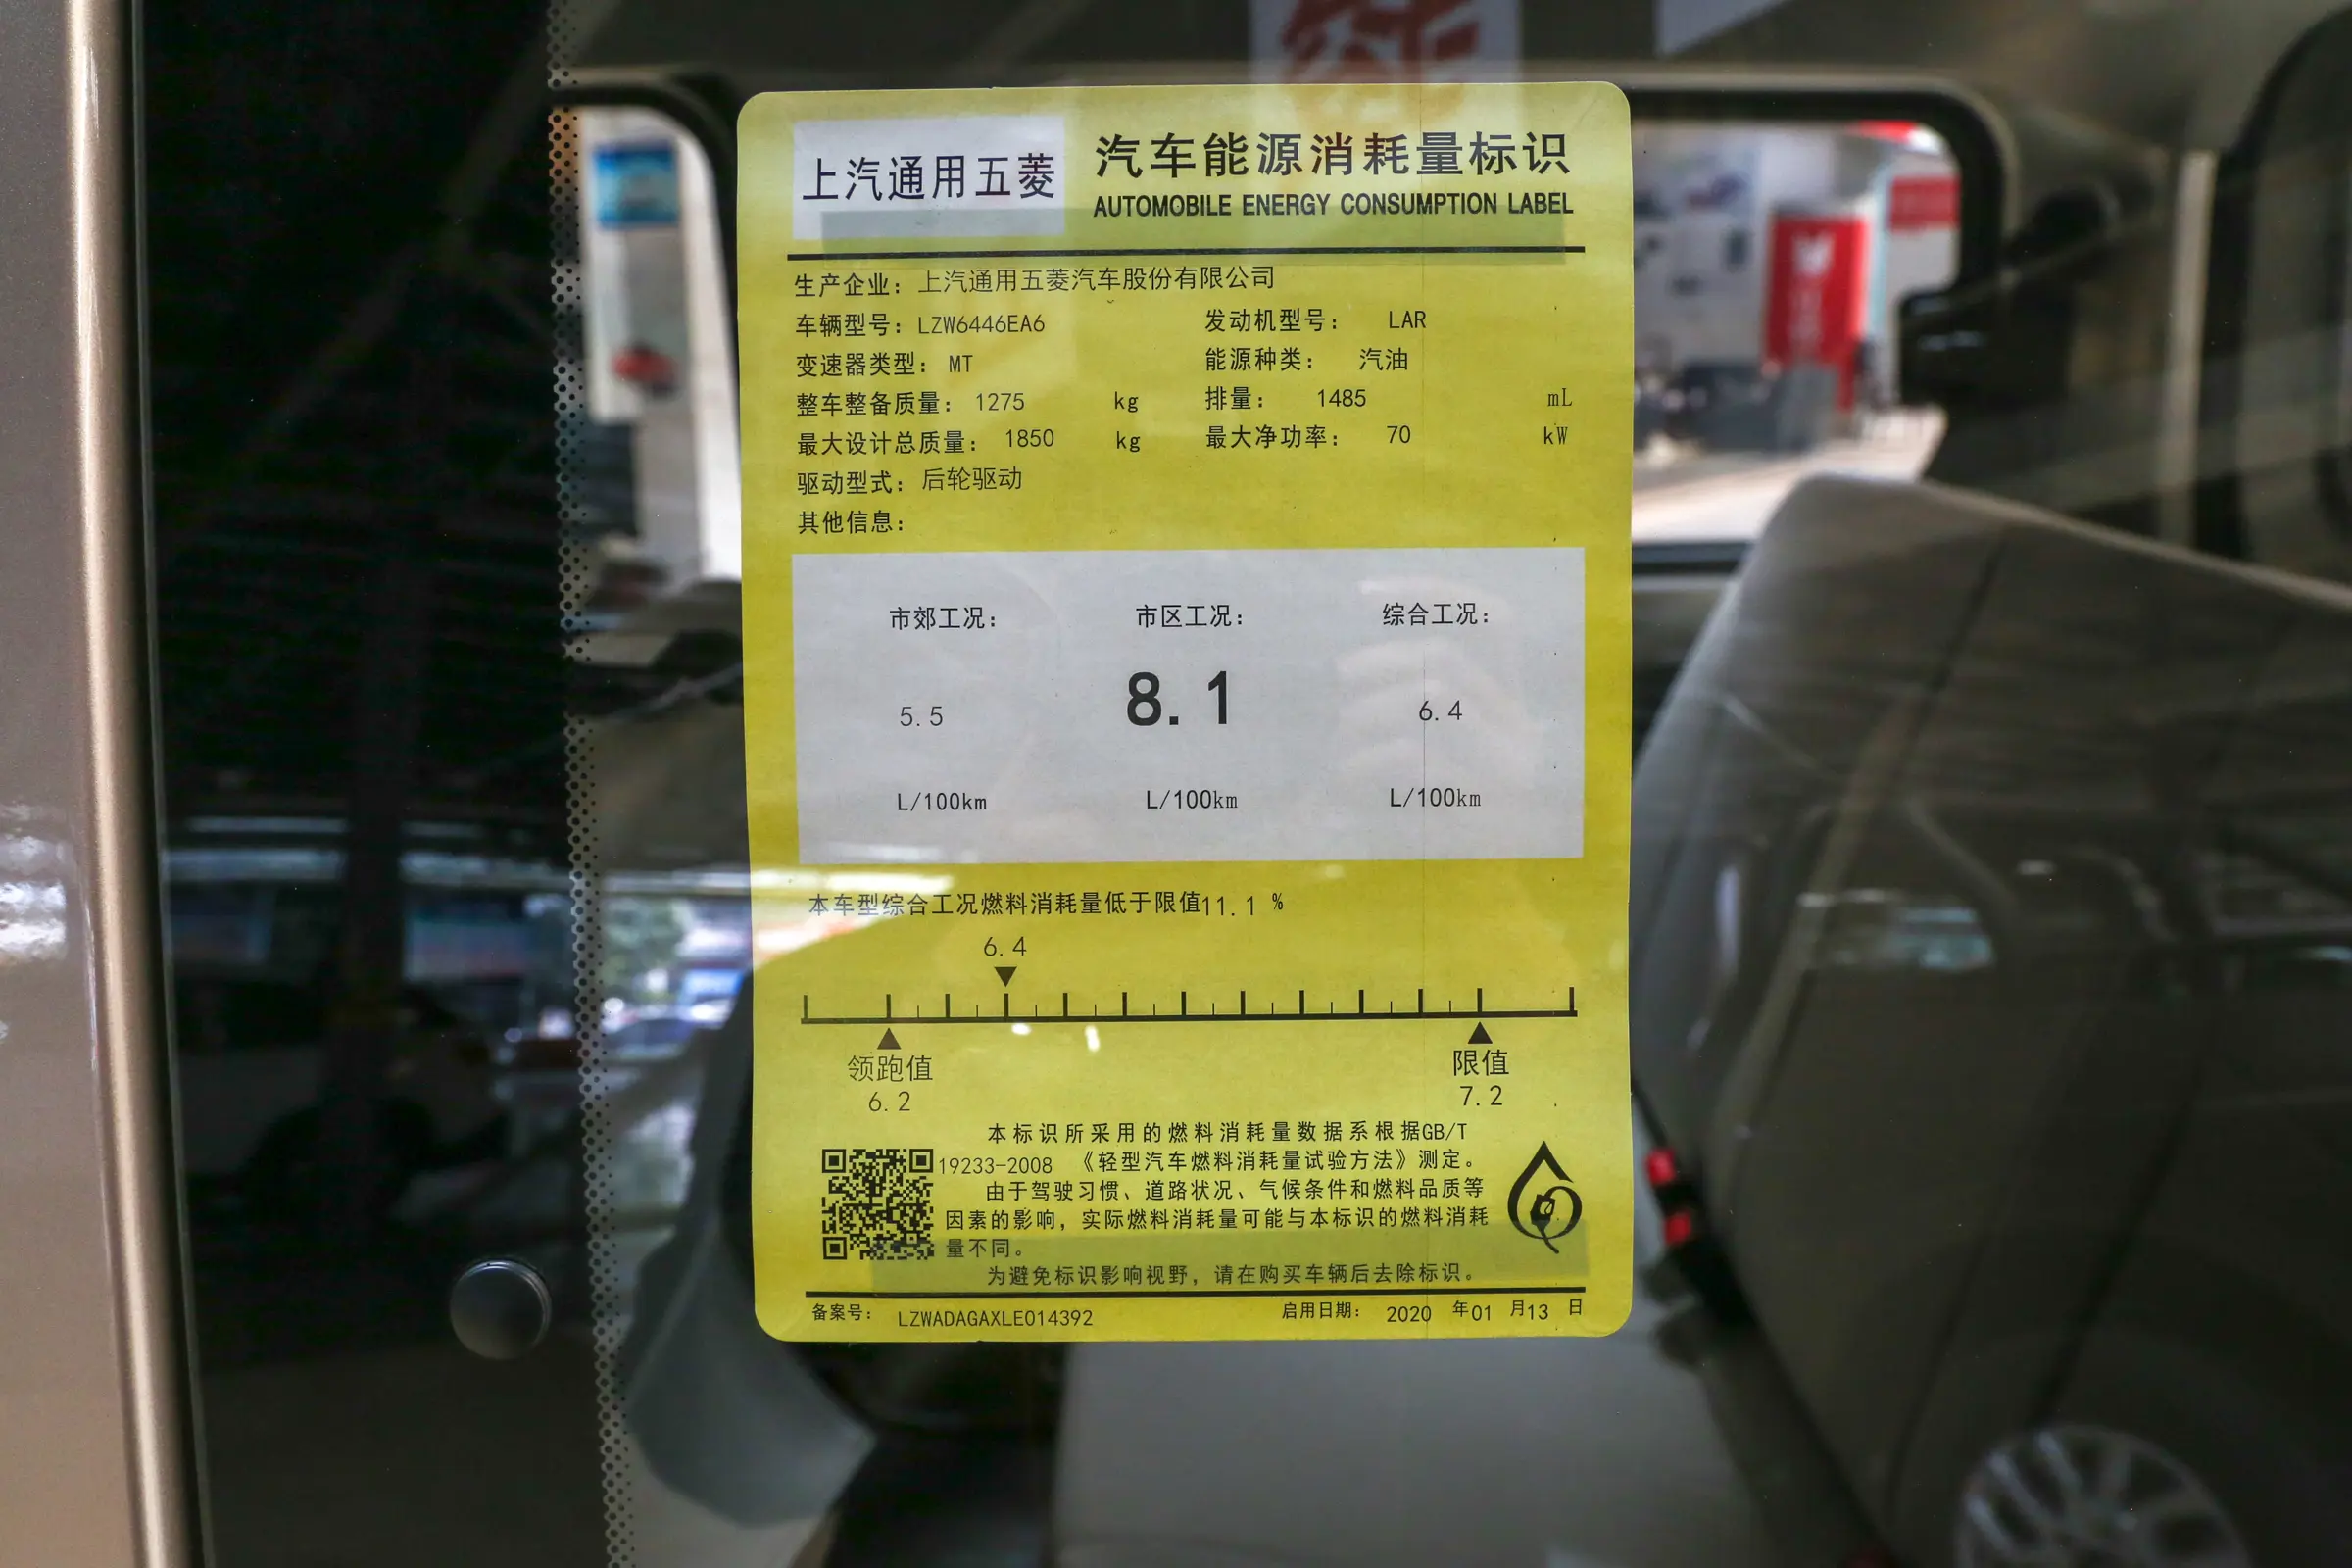 上汽通用五菱
汽车能源消耗量标识
AUTOMOBILE ENERGY CONSUMPTION LABEL
生产企业：上汽通用五菱汽车股份有限公司
车辆型号：LZW6446EA6 发动机型号： LAR
变速器类型： MT 能源种类： 汽油
整车整备质量： 1275 kg 排量： 1485 mL
最大设计总质量： 1850 kg 最大净功率： 70 kW
驱动型式：后轮驱动
其他信息：
市郊工况： 市区工况： 综合工况：
5.5 8.1 6.4
L/100km L/100km L/100km
本车型综合工况燃料消耗量低于限值11.1 %
6.4
领跑值 限值
6.2 7.2
本标识所采用的燃料消耗量数据系根据GB/T
19233-2008 《轻型汽车燃料消耗量试验方法》测定。
由于驾驶习惯、道路状况、气候条件和燃料品质等
因素的影响，实际燃料消耗量可能与本标识的燃料消耗
量不同。
为避免标识影响视野，请在购买车辆后去除标识。
备案号： LZWADAGAXLE014392 启用日期： 2020 年01 月13 日